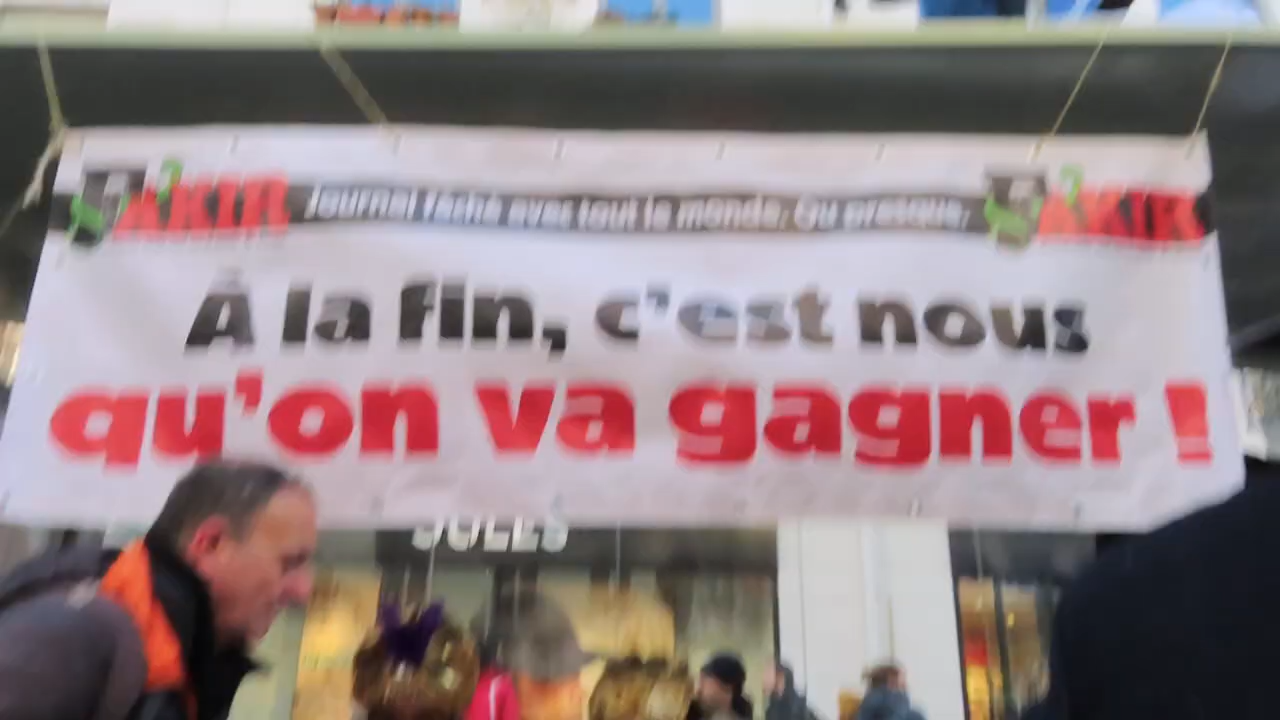 FAKIR Journal fâché avec tout le monde. Ou presque. FAKIR
À la fin, c'est nous
qu'on va gagner !
JULES